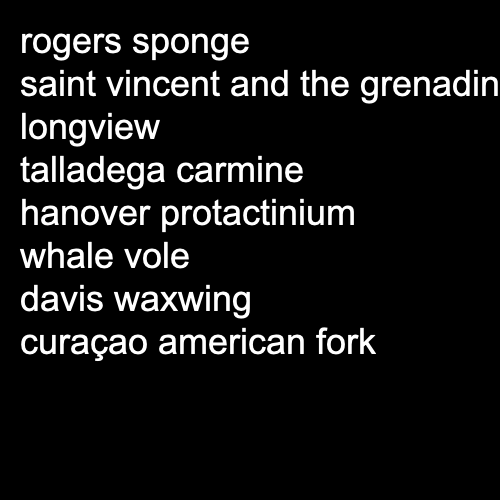 rogers sponge
saint vincent and the grenadin
longview
talladega carmine
hanover protactinium
whale vole
davis waxwing
curaçao american fork